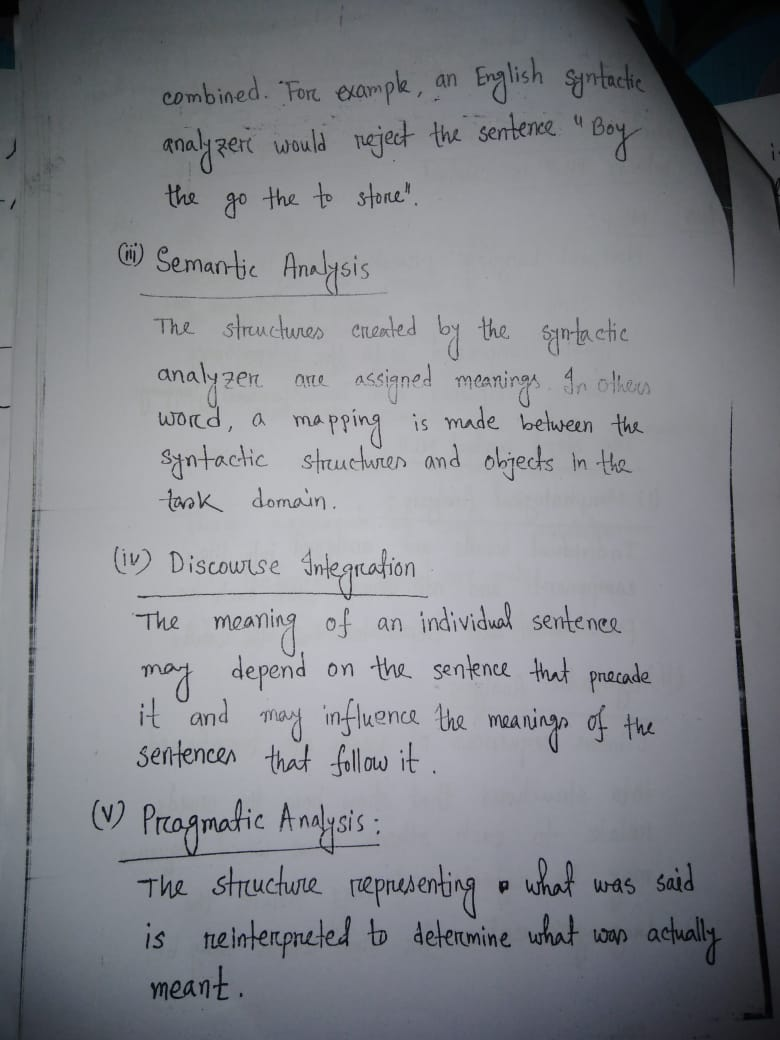 combined. For example, an English syntactic
analyzer would reject the sentence "Boy
the go the to store".
(iii) Semantic Analysis
The structures created by the syntactic
analyzer are assigned meanings. In others
word, a mapping is made between the
syntactic structures and objects in the
task domain.
(iv) Discourse Integration
The meaning of an individual sentence
may depend on the sentence that precade
it and may influence the meanings of the
sentences that follow it.
(v) Pragmatic Analysis:
The structure representing what was said
is reinterpreted to determine what was actually
meant.